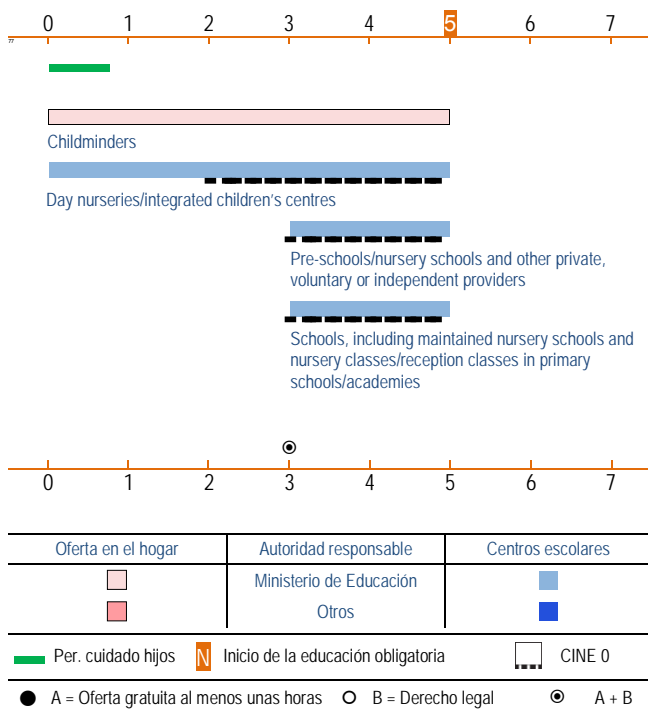 0 1 2 3 4 5 6 7
77
Childminders
Day nurseries/integrated children's centres
Pre-schools/nursery schools and other private,
voluntary or independent providers
Schools, including maintained nursery schools and
nursery classes/reception classes in primary
schools/academies
0 1 2 3 4 5 6 7
Oferta en el hogar Autoridad responsable Centros escolares
Ministerio de Educación
Otros
Per. cuidado hijos N Inicio de la educación obligatoria CINE 0
A = Oferta gratuita al menos unas horas B = Derecho legal A + B